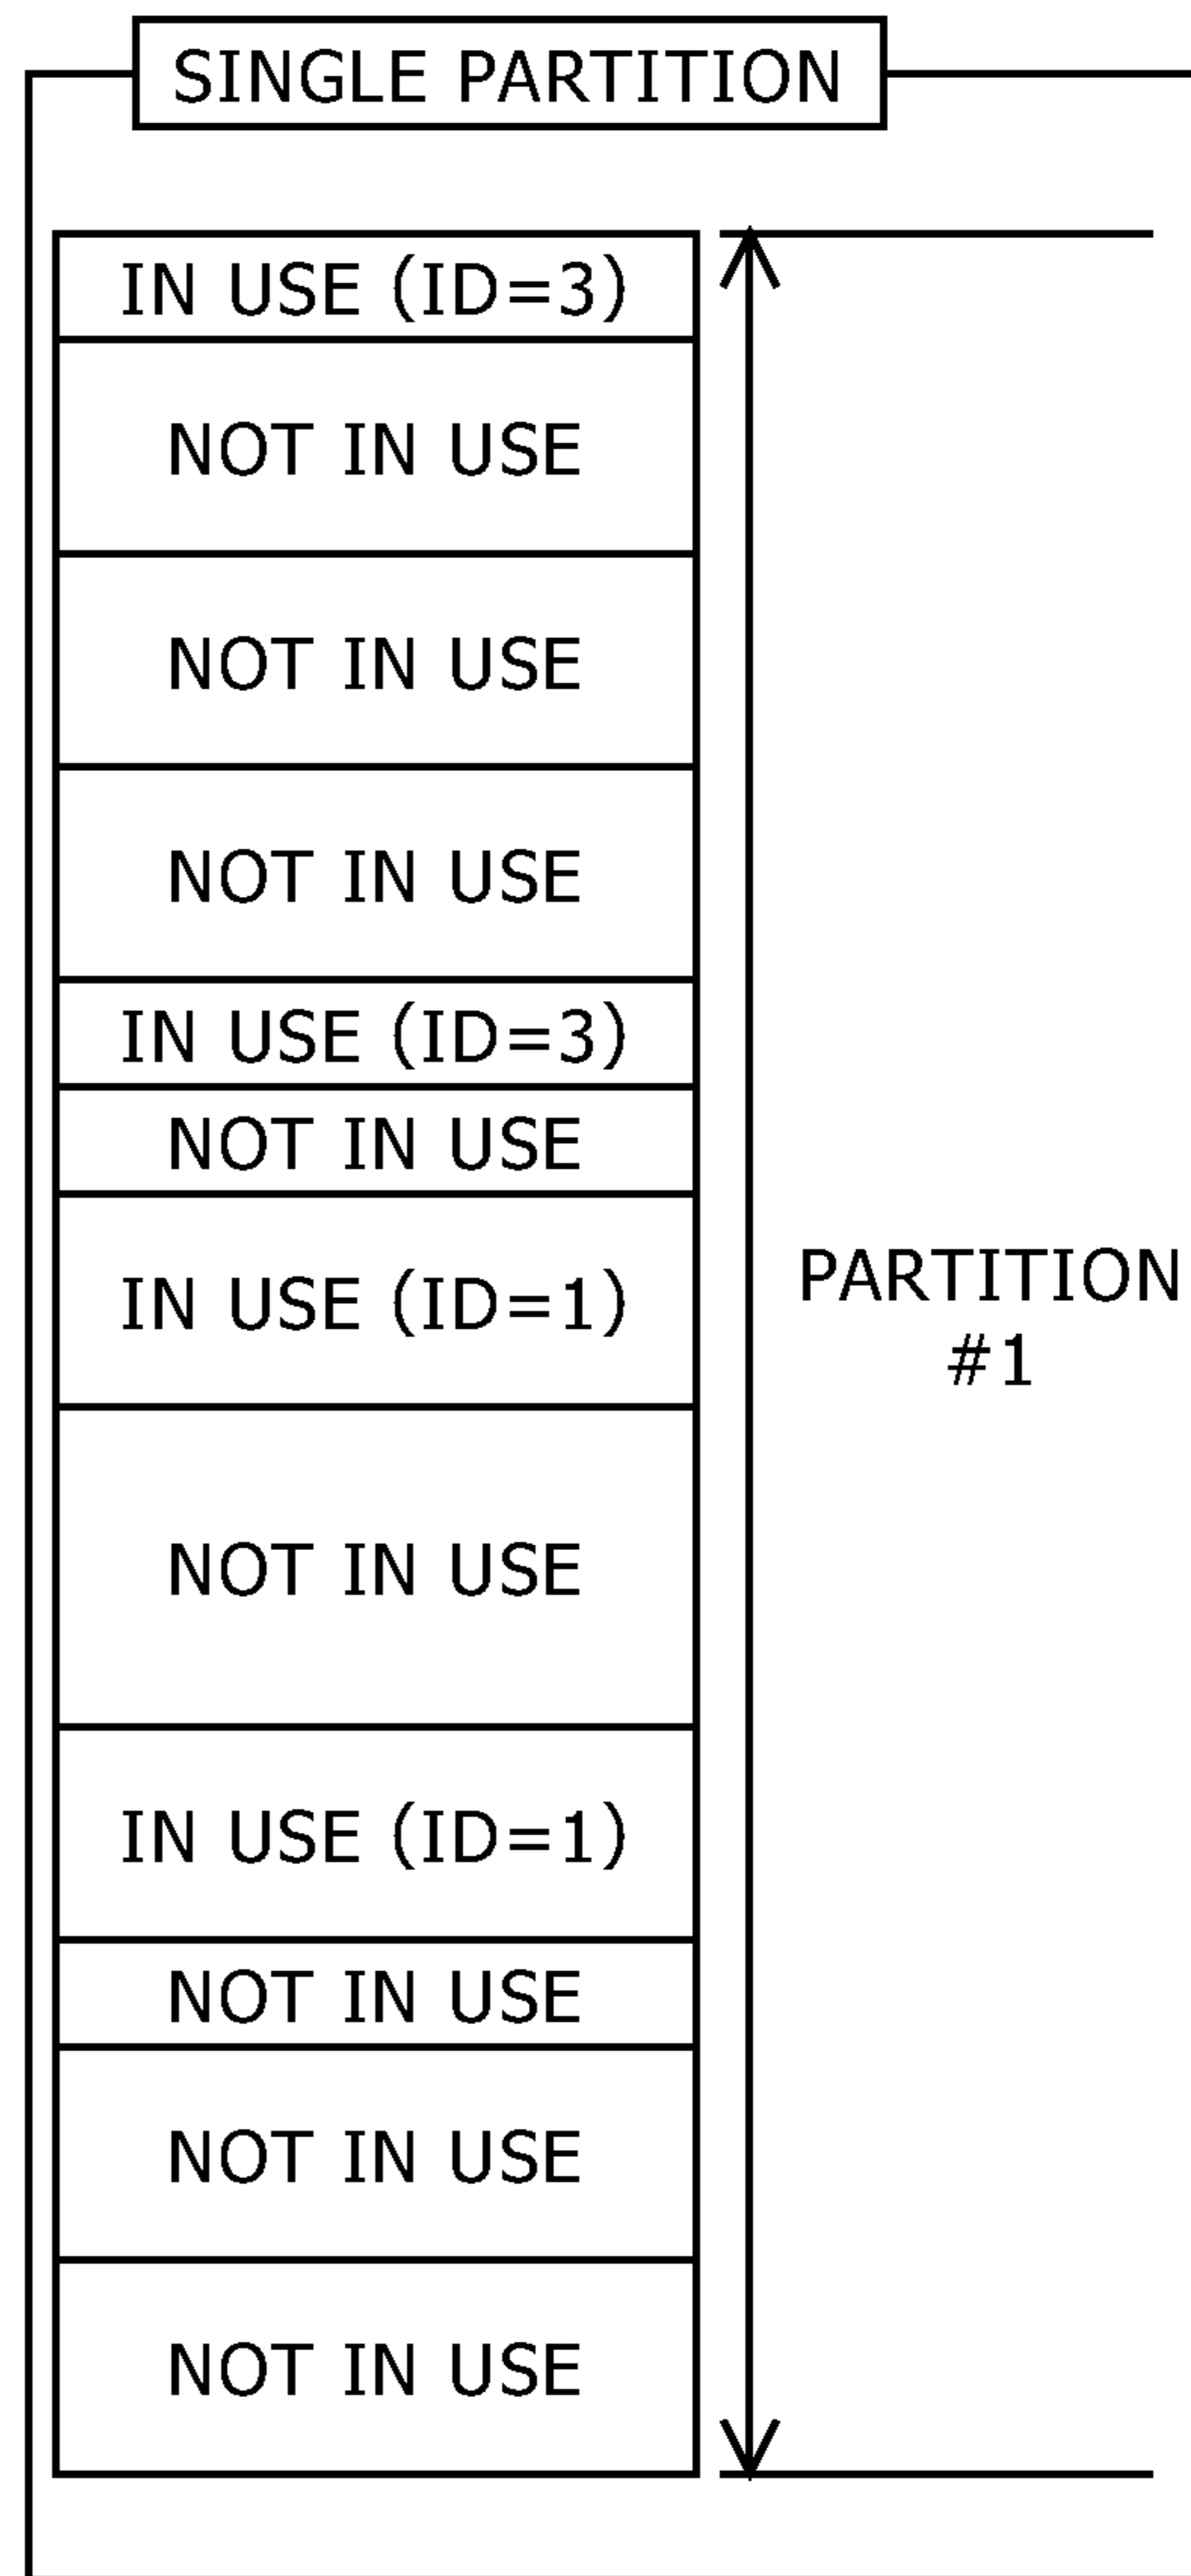 SINGLE PARTITION
IN USE (ID=3)
NOT IN USE
NOT IN USE
NOT IN USE
IN USE (ID=3)
NOT IN USE
IN USE (ID=1)
PARTITION
#1
NOT IN USE
IN USE (ID=1)
NOT IN USE
NOT IN USE
NOT IN USE